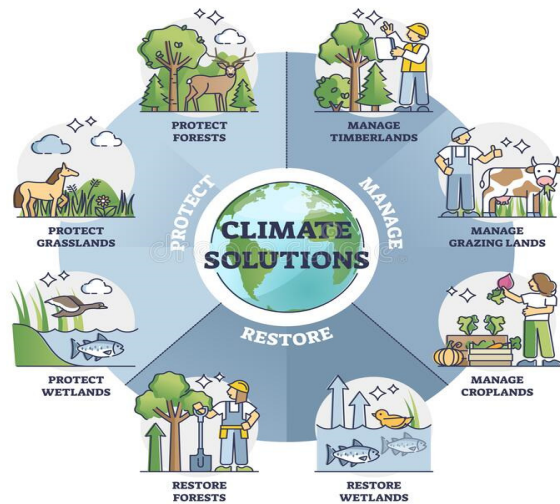 PROTECT
FORESTS
MANAGE
TIMBERLANDS
PROTECT
GRASSLANDS
PROTECT
MANAGE
MANAGE
GRAZING LANDS
CLIMATE
SOLUTIONS
RESTORE
PROTECT
WETLANDS
MANAGE
CROPLANDS
RESTORE
FORESTS
RESTORE
WETLANDS